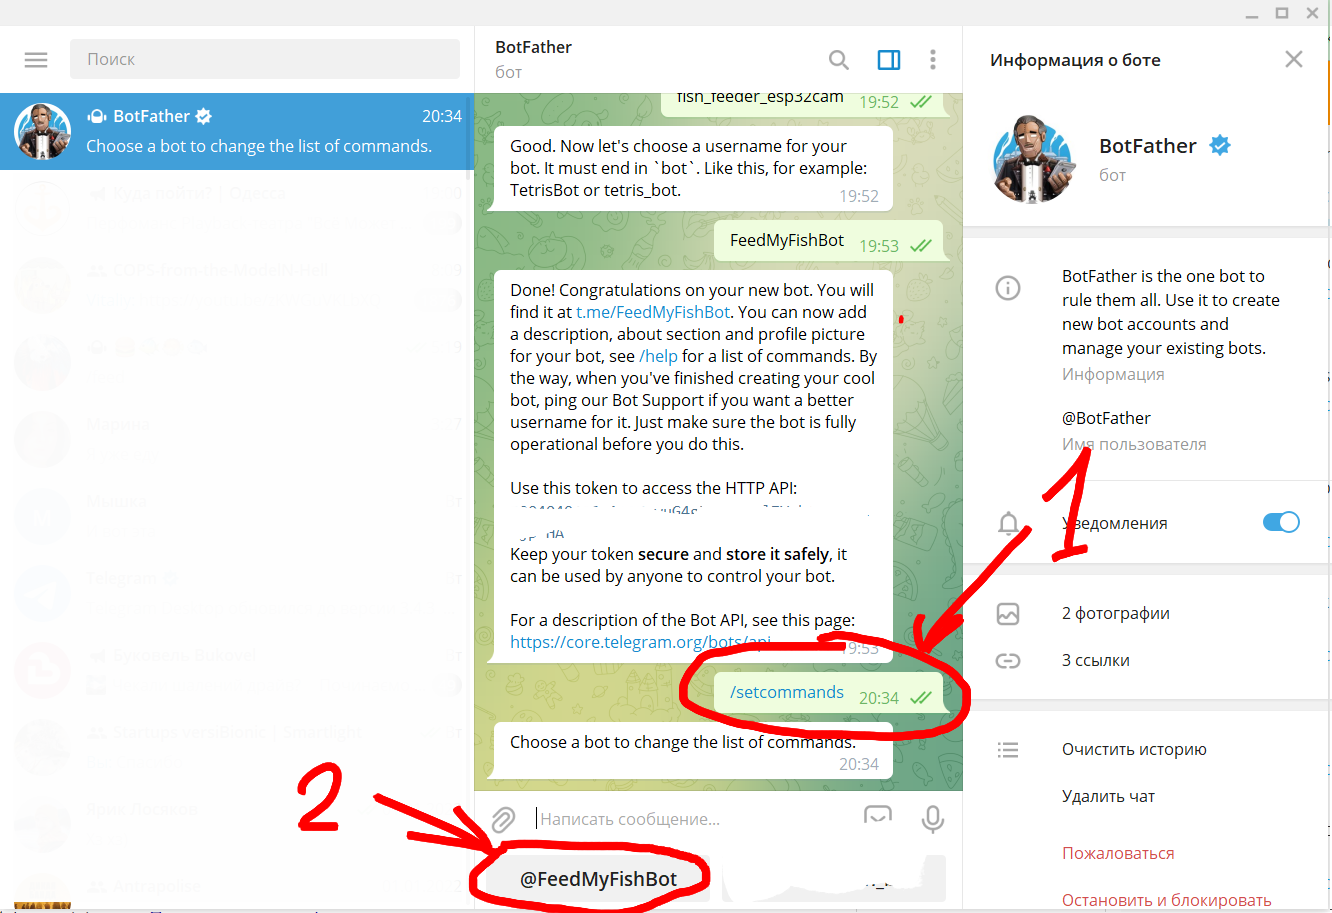 Поиск
BotFather
20:34
Choose a bot to change the list of commands.
BotFather
бот
fish_feeder_esp32cam
19:52
Good. Now let's choose a username for your
bot. It must end in `bot`. Like this, for example:
TetrisBot or tetris_bot.
19:52
FeedMyFishBot
19:53
Done! Congratulations on your new bot. You will
find it at t.me/FeedMyFishBot. You can now add
a description, about section and profile picture
for your bot, see /help for a list of commands. By
the way, when you've finished creating your cool
bot, ping our Bot Support if you want a better
username for it. Just make sure the bot is fully
operational before you do this.
Use this token to access the HTTP API:
Keep your token secure and store it safely, it
can be used by anyone to control your bot.
For a description of the Bot API, see this page:
https://core.telegram.org/bots/api
19:53
/setcommands
20:34
Choose a bot to change the list of commands.
20:34
Написать сообщение...
@FeedMyFishBot
1
2
Информация о боте
BotFather
бот
BotFather is the one bot to
rule them all. Use it to create
new bot accounts and
manage your existing bots.
Информация
@BotFather
Имя пользователя
Уведомления
2 фотографии
3 ссылки
Очистить историю
Удалить чат
Пожаловаться
Остановить и блокировать